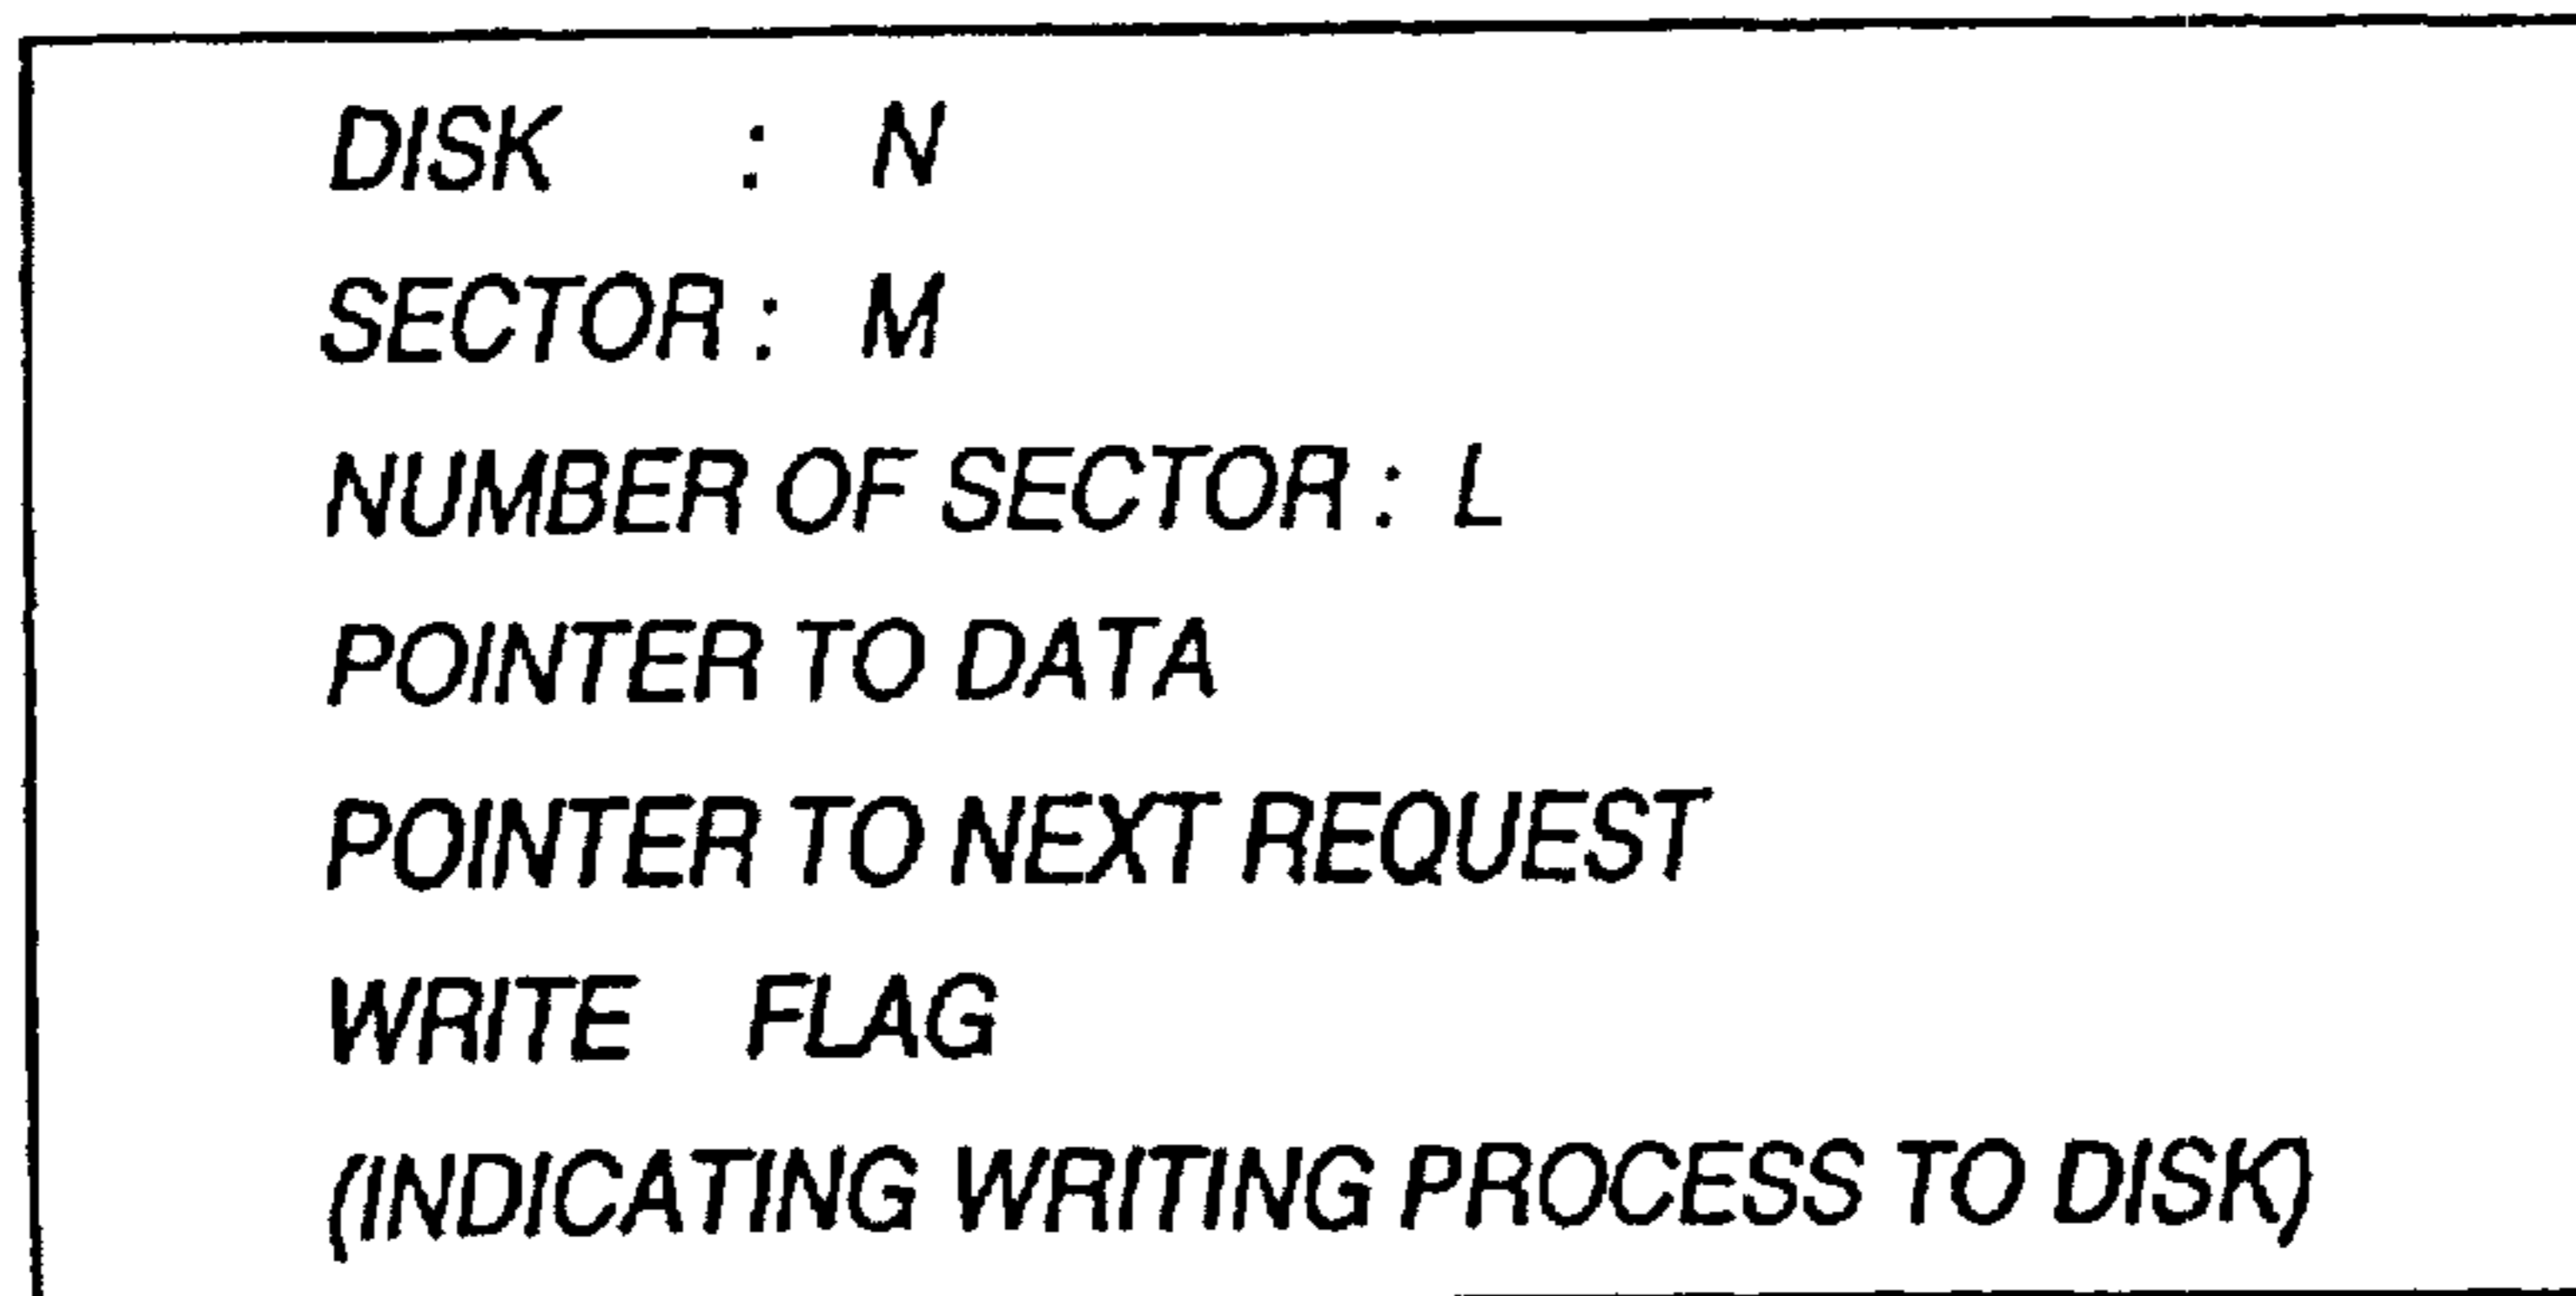 DISK : N
SECTOR : M
NUMBER OF SECTOR : L
POINTER TO DATA
POINTER TO NEXT REQUEST
WRITE FLAG
(INDICATING WRITING PROCESS TO DISK)